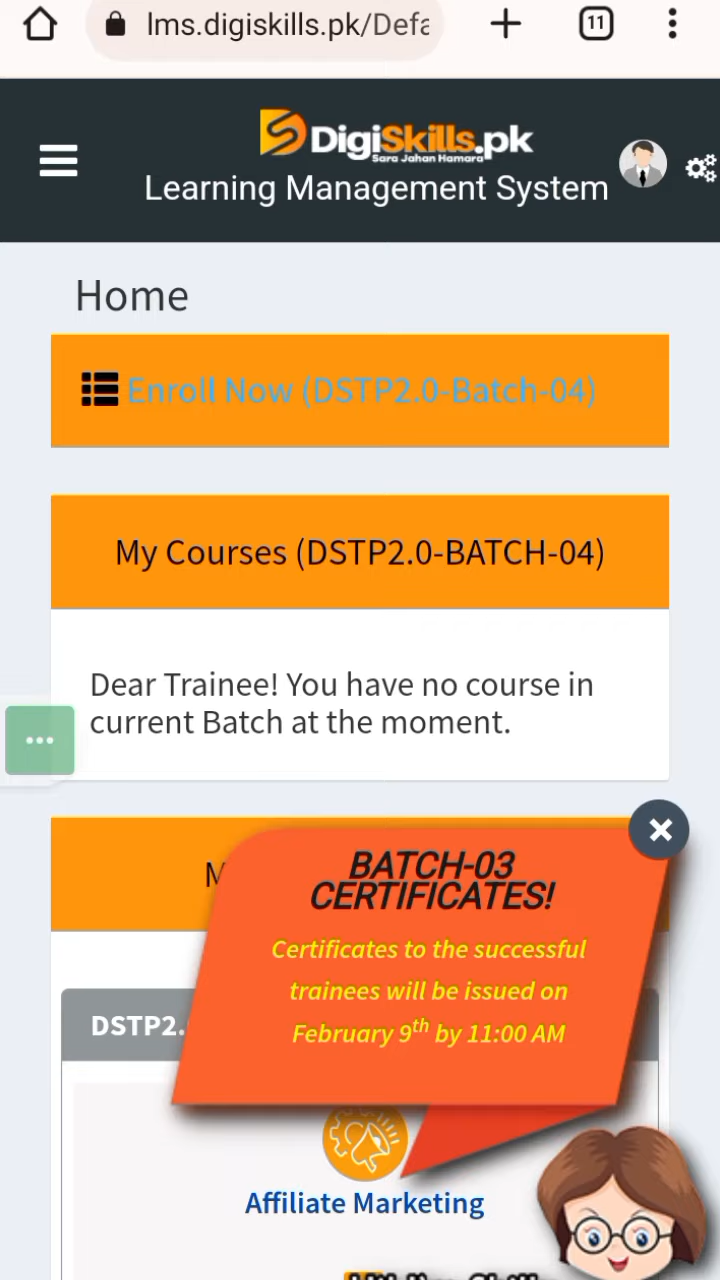 lms.digiskills.pk/Defa
11
DigiSkills.pk
Sara Jahan Hamara
Learning Management System
Home
Enroll Now (DSTP2.0-Batch-04)
My Courses (DSTP2.0-BATCH-04)
Dear Trainee! You have no course in
current Batch at the moment.
M
BATCH-03
CERTIFICATES!
Certificates to the successful
trainees will be issued on
February 9th by 11:00 AM
DSTP2.
Affiliate Marketing